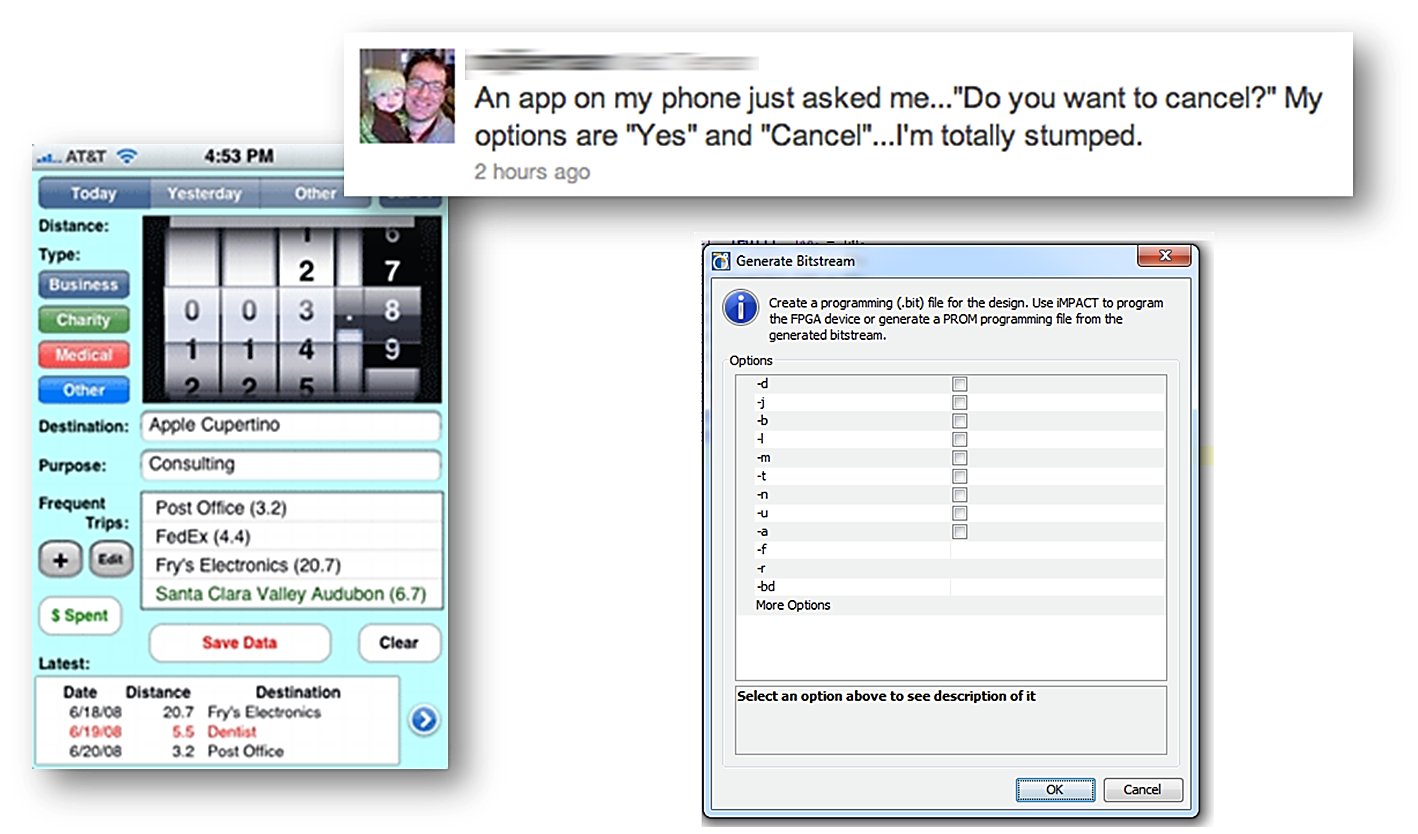 An app on my phone just asked me..."Do you want to cancel?" My
options are "Yes" and "Cancel"...I'm totally stumped.
2 hours ago
AT&T 4:53 PM
Today Yesterday Other
Distance:
Type:
Business
Charity
Medical
Other
1 6
2 7
0 0 3 . 8
1 1 4 9
2 2 5
Destination: Apple Cupertino
Purpose: Consulting
Frequent
Trips:
Post Office (3.2)
FedEx (4.4)
Fry's Electronics (20.7)
Santa Clara Valley Audubon (6.7)
+ Edit
$ Spent
Save Data Clear
Latest:
Date Distance Destination
6/18/08 20.7 Fry's Electronics
6/19/08 5.5 Dentist
6/20/08 3.2 Post Office
Generate Bitstream
Create a programming (.bit) file for the design. Use iMPACT to program
the FPGA device or generate a PROM programming file from the
generated bitstream.
Options
-d
-j
-b
-l
-m
-t
-n
-u
-a
-f
-r
-bd
More Options
Select an option above to see description of it
OK Cancel